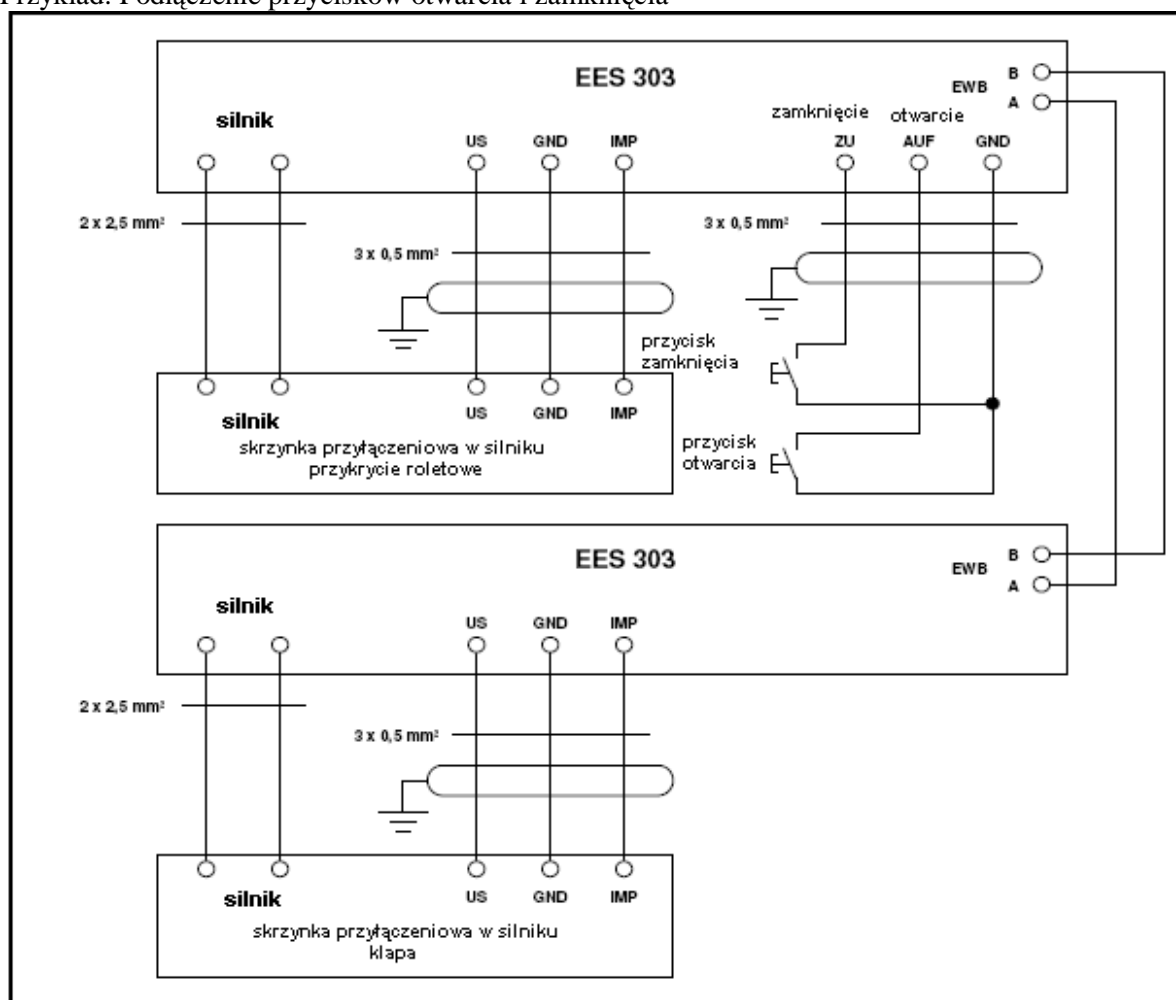 Przykład: Podłączenie przycisków otwarcia i zamknięcia
EES 303
B
EWB
A
silnik
zamknięcie
otwarcie
US
GND
IMP
ZU
AUF
GND
2 x 2,5 mm²
3 x 0,5 mm²
3 x 0,5 mm²
przycisk
zamknięcia
silnik
US
GND
IMP
skrzynka przyłączeniowa w silniku
przykrycie roletowe
przycisk
otwarcia
EES 303
B
EWB
A
silnik
US
GND
IMP
2 x 2,5 mm²
3 x 0,5 mm²
silnik
US
GND
IMP
skrzynka przyłączeniowa w silniku
klapa